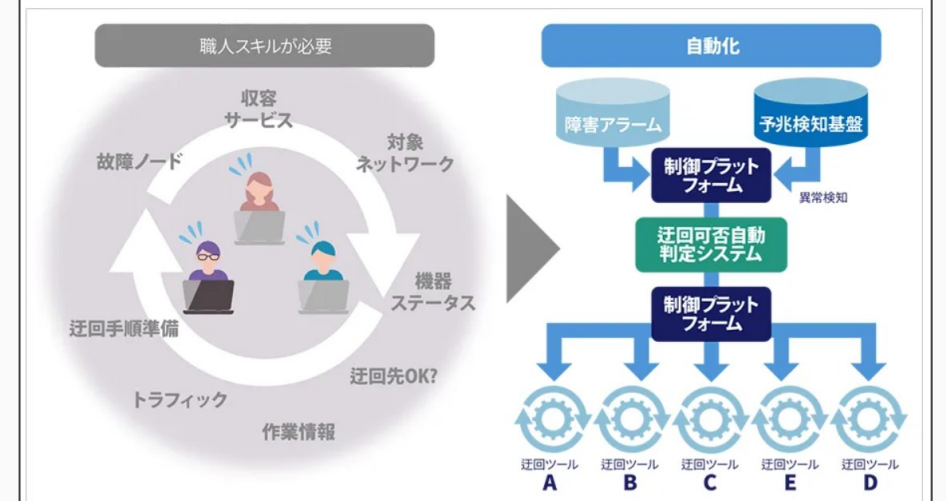 職人スキルが必要
収容
サービス
対象
ネットワーク
故障ノード
機器
ステータス
迂回手順準備
迂回先OK?
トラフィック
作業情報
自動化
障害アラーム
予兆検知基盤
制御プラット
フォーム
異常検知
迂回可否自動
判定システム
制御プラット
フォーム
迂回ツール
A
迂回ツール
B
迂回ツール
C
迂回ツール
E
迂回ツール
D